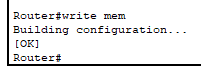 Router#write mem
Building configuration...
[OK]
Router#